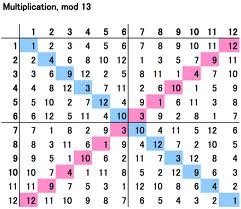 Multiplication, mod 13
1 2 3 4 5 6 7 8 9 10 11 12
1 1 2 3 4 5 6 7 8 9 10 11 12
2 2 4 6 8 10 12 1 3 5 7 9 11
3 3 6 9 12 2 5 8 11 1 4 7 10
4 4 8 12 3 7 11 2 6 10 1 5 9
5 5 10 2 7 12 4 9 1 6 11 3 8
6 6 12 5 11 4 10 3 9 2 8 1 7
7 7 1 8 2 9 3 10 4 11 5 12 6
8 8 3 11 6 1 9 4 12 7 2 10 5
9 9 5 1 10 6 2 11 7 3 12 8 4
10 10 7 4 1 11 8 5 2 12 9 6 3
11 11 9 7 5 3 1 12 10 8 6 4 2
12 12 11 10 9 8 7 6 5 4 3 2 1